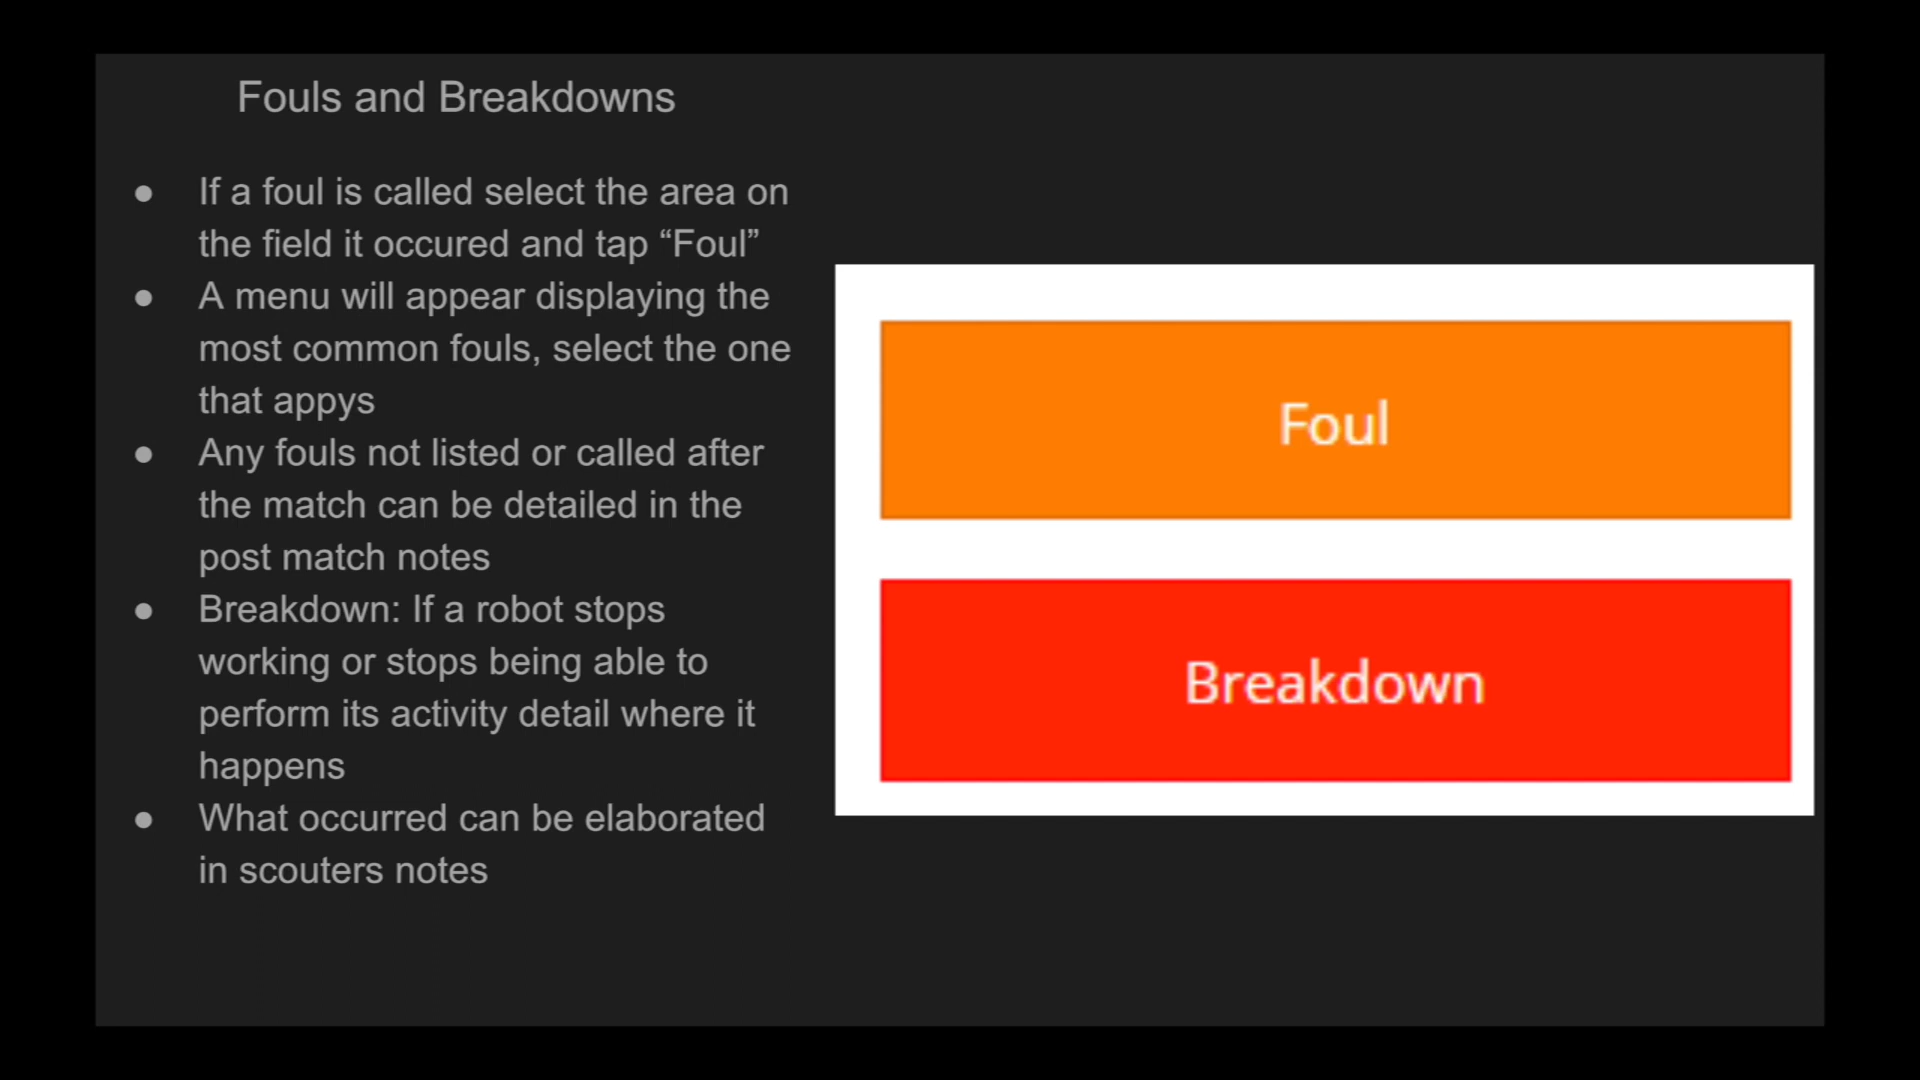 Fouls and Breakdowns
● If a foul is called select the area on
the field it occured and tap “Foul”
● A menu will appear displaying the
most common fouls, select the one
that appys
● Any fouls not listed or called after
the match can be detailed in the
post match notes
● Breakdown: If a robot stops
working or stops being able to
perform its activity detail where it
happens
● What occurred can be elaborated
in scouters notes
Foul
Breakdown